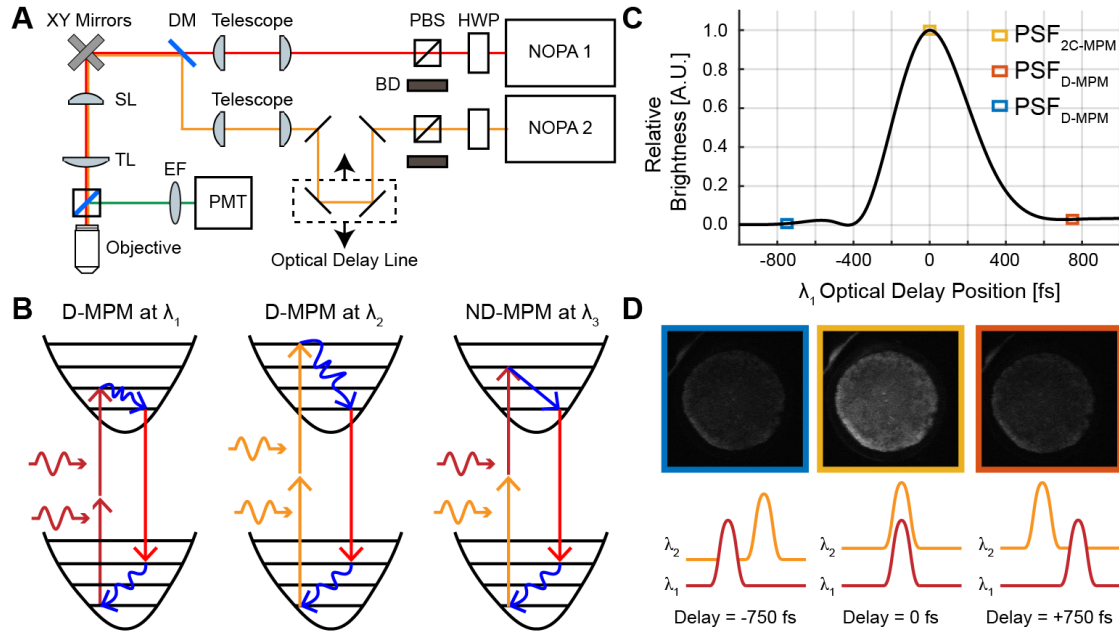 A
XY Mirrors
DM
Telescope
PBS
HWP
NOPA 1
BD
SL
Telescope
NOPA 2
TL
EF
PMT
Objective
Optical Delay Line
B
D-MPM at λ1
D-MPM at λ2
ND-MPM at λ3
C
Relative
Brightness [A.U.]
1.0
0.8
0.6
0.4
0.2
0.0
-800
-400
0
400
800
λ1 Optical Delay Position [fs]
PSF2C-MPM
PSFD-MPM
PSFD-MPM
D
λ2
λ1
Delay = -750 fs
λ2
λ1
Delay = 0 fs
λ2
λ1
Delay = +750 fs